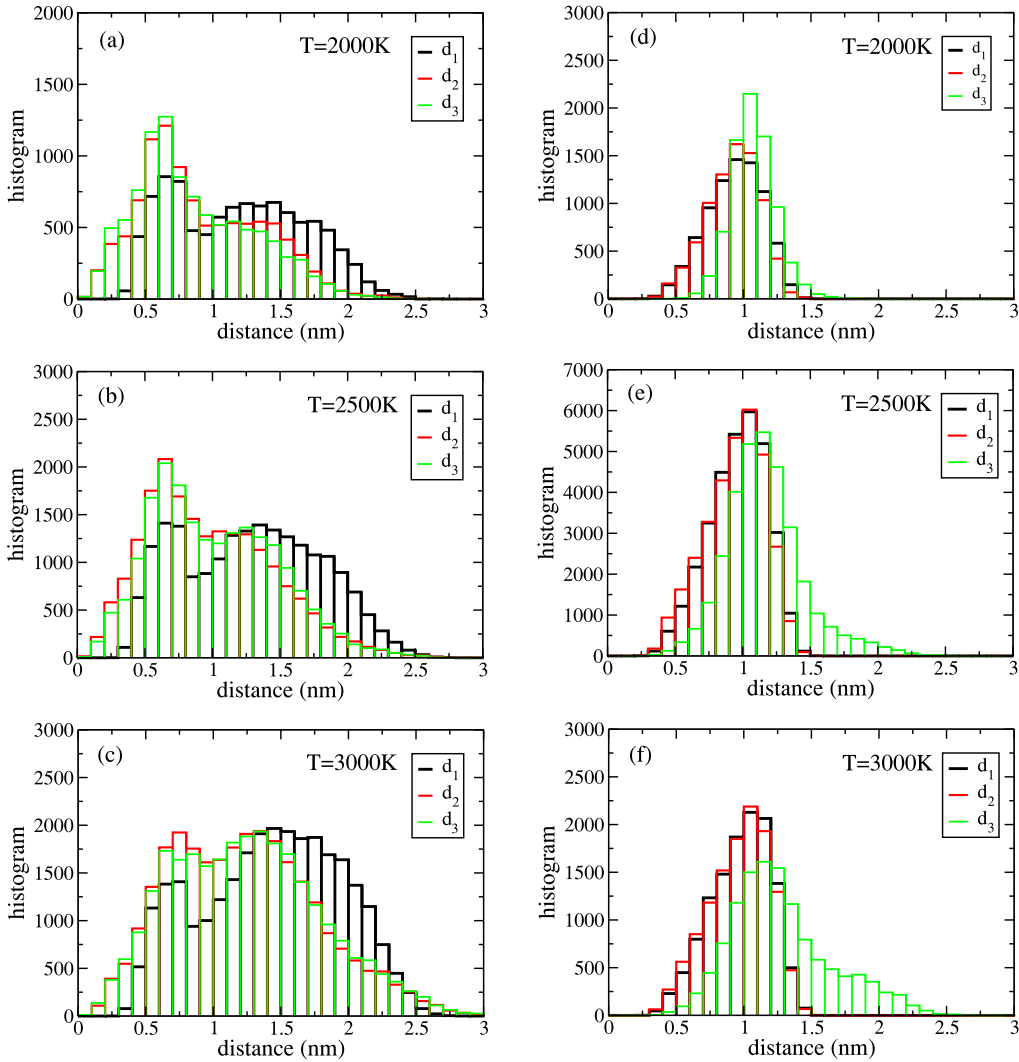 (a)
T=2000K
d1
d2
d3
histogram
2000
1500
1000
500
0
0 0.5 1 1.5 2 2.5 3
distance (nm)
(d)
T=2000K
d1
d2
d3
histogram
3000
2500
2000
1500
1000
500
0
0 0.5 1 1.5 2 2.5 3
distance (nm)
(b)
T=2500K
d1
d2
d3
histogram
3000
2500
2000
1500
1000
500
0
0 0.5 1 1.5 2 2.5 3
distance (nm)
(e)
T=2500K
d1
d2
d3
histogram
7000
6000
5000
4000
3000
2000
1000
0
0 0.5 1 1.5 2 2.5 3
distance (nm)
(c)
T=3000K
d1
d2
d3
histogram
3000
2500
2000
1500
1000
500
0
0 0.5 1 1.5 2 2.5 3
distance (nm)
(f)
T=3000K
d1
d2
d3
histogram
3000
2500
2000
1500
1000
500
0
0 0.5 1 1.5 2 2.5 3
distance (nm)